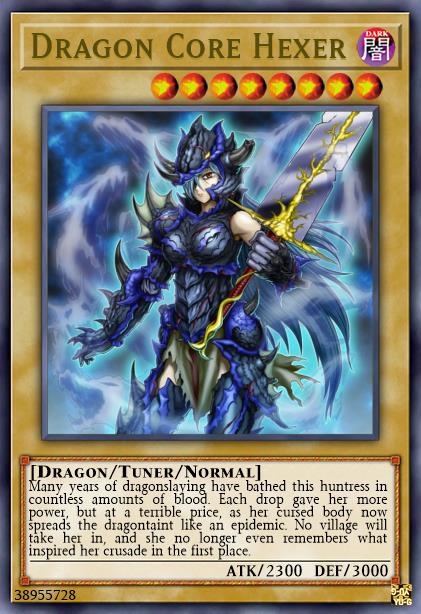 DRAGON CORE HEXER
DARK
闇
[DRAGON/TUNER/NORMAL]
Many years of dragonslaying have bathed this huntress in
countless amounts of blood. Each drop gave her more
power, but at a terrible price, as her cursed body now
spreads the dragontaint like an epidemic. No village will
take her in, and she no longer even remembers what
inspired her crusade in the first place.
ATK/2300 DEF/3000
38955728